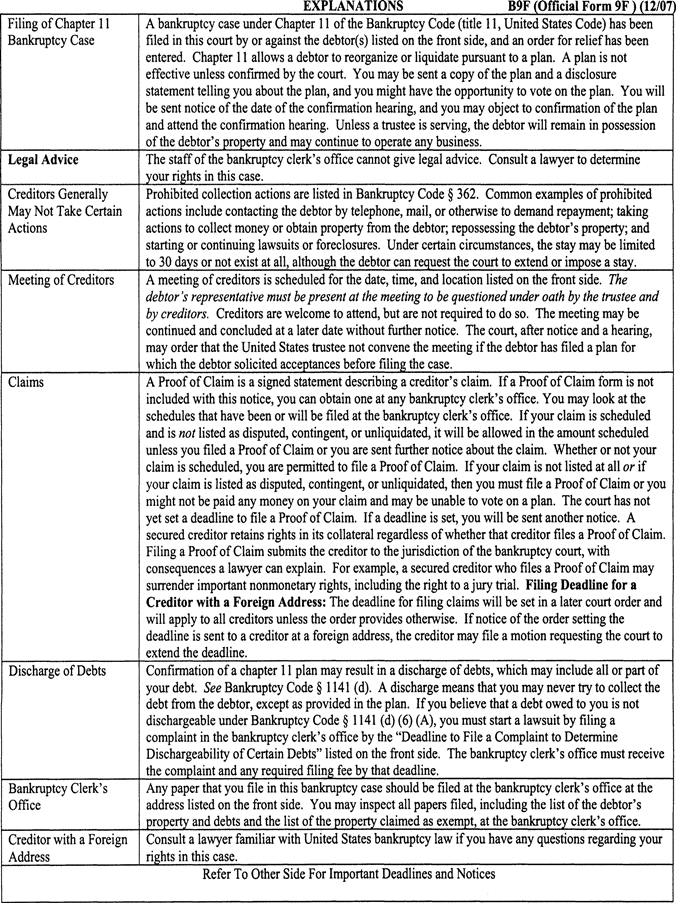 EXPLANATIONS B9F (Official Form 9F ) (12/07)
Filing of Chapter 11
Bankruptcy Case
A bankruptcy case under Chapter 11 of the Bankruptcy Code (title 11, United States Code) has been
filed in this court by or against the debtor(s) listed on the front side, and an order for relief has been
entered. Chapter 11 allows a debtor to reorganize or liquidate pursuant to a plan. A plan is not
effective unless confirmed by the court. You may be sent a copy of the plan and a disclosure
statement telling you about the plan, and you might have the opportunity to vote on the plan. You will
be sent notice of the date of the confirmation hearing, and you may object to confirmation of the plan
and attend the confirmation hearing. Unless a trustee is serving, the debtor will remain in possession
of the debtor's property and may continue to operate any business.
Legal Advice
The staff of the bankruptcy clerk's office cannot give legal advice. Consult a lawyer to determine
your rights in this case.
Creditors Generally
May Not Take Certain
Actions
Prohibited collection actions are listed in Bankruptcy Code § 362. Common examples of prohibited
actions include contacting the debtor by telephone, mail, or otherwise to demand repayment; taking
actions to collect money or obtain property from the debtor; repossessing the debtor's property; and
starting or continuing lawsuits or foreclosures. Under certain circumstances, the stay may be limited
to 30 days or not exist at all, although the debtor can request the court to extend or impose a stay.
Meeting of Creditors
A meeting of creditors is scheduled for the date, time, and location listed on the front side. The
debtor's representative must be present at the meeting to be questioned under oath by the trustee and
by creditors. Creditors are welcome to attend, but are not required to do so. The meeting may be
continued and concluded at a later date without further notice. The court, after notice and a hearing,
may order that the United States trustee not convene the meeting if the debtor has filed a plan for
which the debtor solicited acceptances before filing the case.
Claims
A Proof of Claim is a signed statement describing a creditor's claim. If a Proof of Claim form is not
included with this notice, you can obtain one at any bankruptcy clerk's office. You may look at the
schedules that have been or will be filed at the bankruptcy clerk's office. If your claim is scheduled
and is not listed as disputed, contingent, or unliquidated, it will be allowed in the amount scheduled
unless you filed a Proof of Claim or you are sent further notice about the claim. Whether or not your
claim is scheduled, you are permitted to file a Proof of Claim. If your claim is not listed at all or if
your claim is listed as disputed, contingent, or unliquidated, then you must file a Proof of Claim or you
might not be paid any money on your claim and may be unable to vote on a plan. The court has not
yet set a deadline to file a Proof of Claim. If a deadline is set, you will be sent another notice. A
secured creditor retains rights in its collateral regardless of whether that creditor files a Proof of Claim.
Filing a Proof of Claim submits the creditor to the jurisdiction of the bankruptcy court, with
consequences a lawyer can explain. For example, a secured creditor who files a Proof of Claim may
surrender important nonmonetary rights, including the right to a jury trial. Filing Deadline for a
Creditor with a Foreign Address: The deadline for filing claims will be set in a later court order and
will apply to all creditors unless the order provides otherwise. If notice of the order setting the
deadline is sent to a creditor at a foreign address, the creditor may file a motion requesting the court to
extend the deadline.
Discharge of Debts
Confirmation of a chapter 11 plan may result in a discharge of debts, which may include all or part of
your debt. See Bankruptcy Code § 1141 (d). A discharge means that you may never try to collect the
debt from the debtor, except as provided in the plan. If you believe that a debt owed to you is not
dischargeable under Bankruptcy Code § 1141 (d) (6) (A), you must start a lawsuit by filing a
complaint in the bankruptcy clerk's office by the "Deadline to File a Complaint to Determine
Dischargeability of Certain Debts" listed on the front side. The bankruptcy clerk's office must receive
the complaint and any required filing fee by that deadline.
Bankruptcy Clerk's
Office
Any paper that you file in this bankruptcy case should be filed at the bankruptcy clerk's office at the
address listed on the front side. You may inspect all papers filed, including the list of the debtor's
property and debts and the list of the property claimed as exempt, at the bankruptcy clerk's office.
Creditor with a Foreign
Address
Consult a lawyer familiar with United States bankruptcy law if you have any questions regarding your
rights in this case.
Refer To Other Side For Important Deadlines and Notices